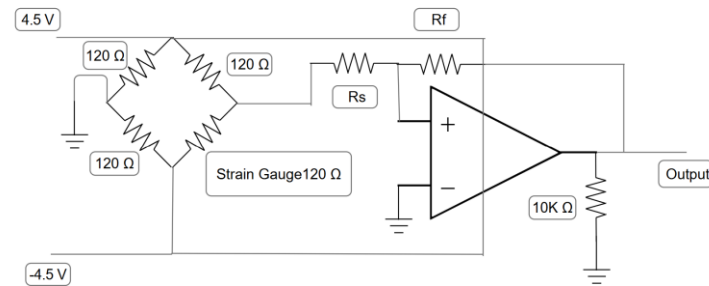 4.5 V
Rf
120 Ω
120 Ω
Rs
+
120 Ω
Strain Gauge120 Ω
−
Output
10K Ω
-4.5 V